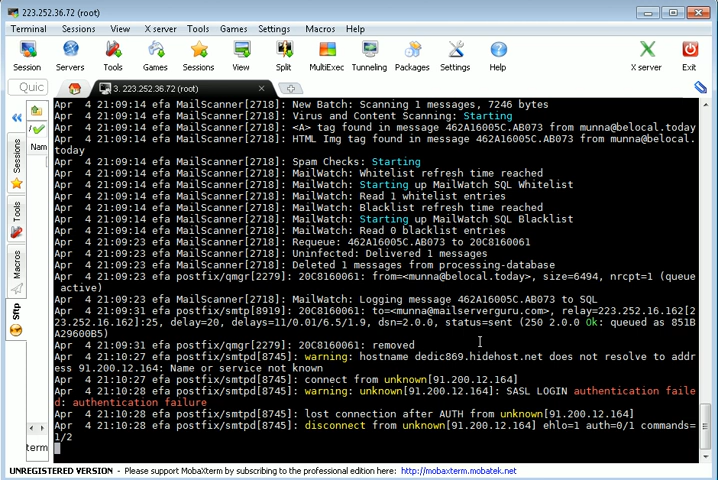 223.252.36.72 (root)
Terminal Sessions View X server Tools Games Settings Macros Help
Session Servers Tools Games Sessions View Split MultiExec Tunneling Packages Settings Help X server Exit
Quic
3. 223.252.36.72 (root)
Nam
Sessions
Tools
Macros
Sftp
term
Apr 4 21:09:14 efa MailScanner[2718]: New Batch: Scanning 1 messages, 7246 bytes
Apr 4 21:09:14 efa MailScanner[2718]: Virus and Content Scanning: Starting
Apr 4 21:09:14 efa MailScanner[2718]: <A> tag found in message 462A16005C.AB073 from munna@belocal.today
Apr 4 21:09:14 efa MailScanner[2718]: HTML Img tag found in message 462A16005C.AB073 from munna@belocal.
today
Apr 4 21:09:14 efa MailScanner[2718]: Spam Checks: Starting
Apr 4 21:09:14 efa MailScanner[2718]: MailWatch: Whitelist refresh time reached
Apr 4 21:09:14 efa MailScanner[2718]: Starting up MailWatch SQL Whitelist
Apr 4 21:09:14 efa MailScanner[2718]: MailWatch: Read 1 whitelist entries
Apr 4 21:09:14 efa MailScanner[2718]: MailWatch: Blacklist refresh time reached
Apr 4 21:09:14 efa MailScanner[2718]: Starting up MailWatch SQL Blacklist
Apr 4 21:09:14 efa MailScanner[2718]: MailWatch: Read 0 blacklist entries
Apr 4 21:09:23 efa MailScanner[2718]: Requeue: 462A16005C.AB073 to 20C8160061
Apr 4 21:09:23 efa MailScanner[2718]: Uninfected: Delivered 1 messages
Apr 4 21:09:23 efa MailScanner[2718]: Deleted 1 messages from processing-database
Apr 4 21:09:23 efa postfix/qmgr[2279]: 20C8160061: from=<munna@belocal.today>, size=6494, nrcpt=1 (queue
active)
Apr 4 21:09:23 efa MailScanner[2718]: MailWatch: Logging message 462A16005C.AB073 to SQL
Apr 4 21:09:31 efa postfix/smtp[8919]: 20C8160061: to=<munna@mailserverguru.com>, relay=223.252.16.162[2
23.252.16.162]:25, delay=20, delays=11/0.01/6.5/1.9, dsn=2.0.0, status=sent (250 2.0.0 Ok: queued as 851B
A29600B5)
Apr 4 21:09:31 efa postfix/qmgr[2279]: 20C8160061: removed
Apr 4 21:10:27 efa postfix/smtpd[8745]: warning: hostname dedic869.hidehost.net does not resolve to addr
ess 91.200.12.164: Name or service not known
Apr 4 21:10:27 efa postfix/smtpd[8745]: connect from unknown[91.200.12.164]
Apr 4 21:10:28 efa postfix/smtpd[8745]: warning: unknown[91.200.12.164]: SASL LOGIN authentication faile
d: authentication failure
Apr 4 21:10:28 efa postfix/smtpd[8745]: lost connection after AUTH from unknown[91.200.12.164]
Apr 4 21:10:28 efa postfix/smtpd[8745]: disconnect from unknown[91.200.12.164] ehlo=1 auth=0/1 commands=
1/2
UNREGISTERED VERSION - Please support MobaXterm by subscribing to the professional edition here: http://mobaxterm.mobatek.net